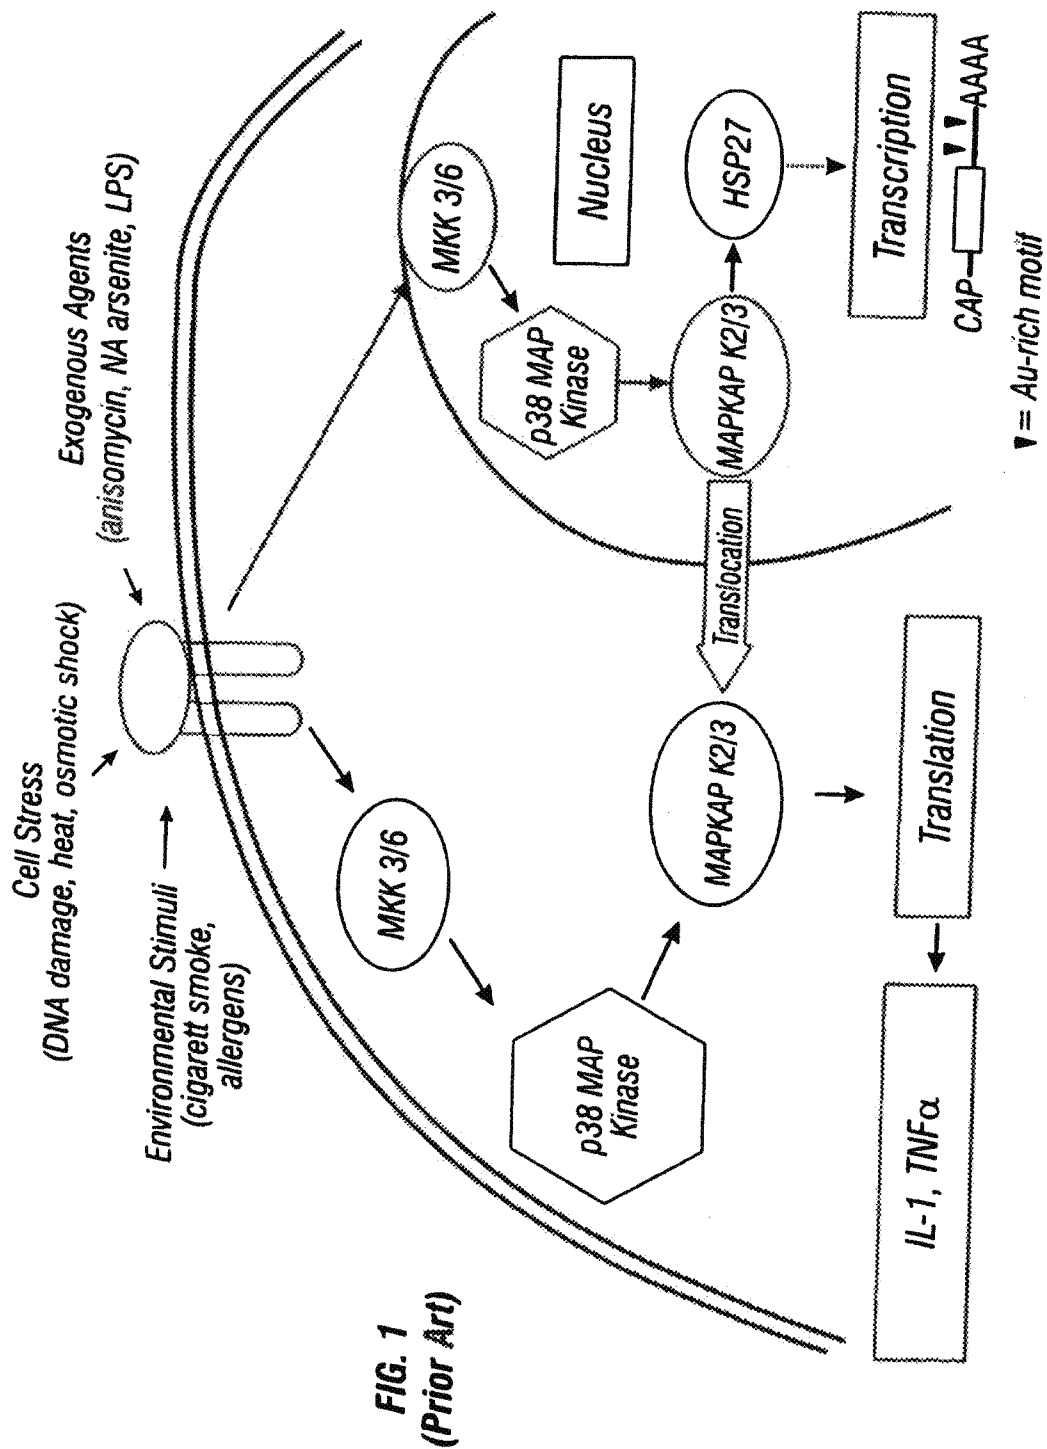 Cell Stress
(DNA damage, heat, osmotic shock)
Exogenous Agents
(anisomycin, NA arsenite, LPS)
Environmental Stimuli
(cigarett smoke,
allergens)
MKK 3/6
MKK 3/6
p38 MAP
Kinase
p38 MAP
Kinase
Nucleus
MAPKAP K2/3
Translocation
MAPKAP K2/3
HSP27
Translation
Transcription
IL-1, TNFα
CAP
AAAA
= Au-rich motif
FIG. 1
(Prior Art)